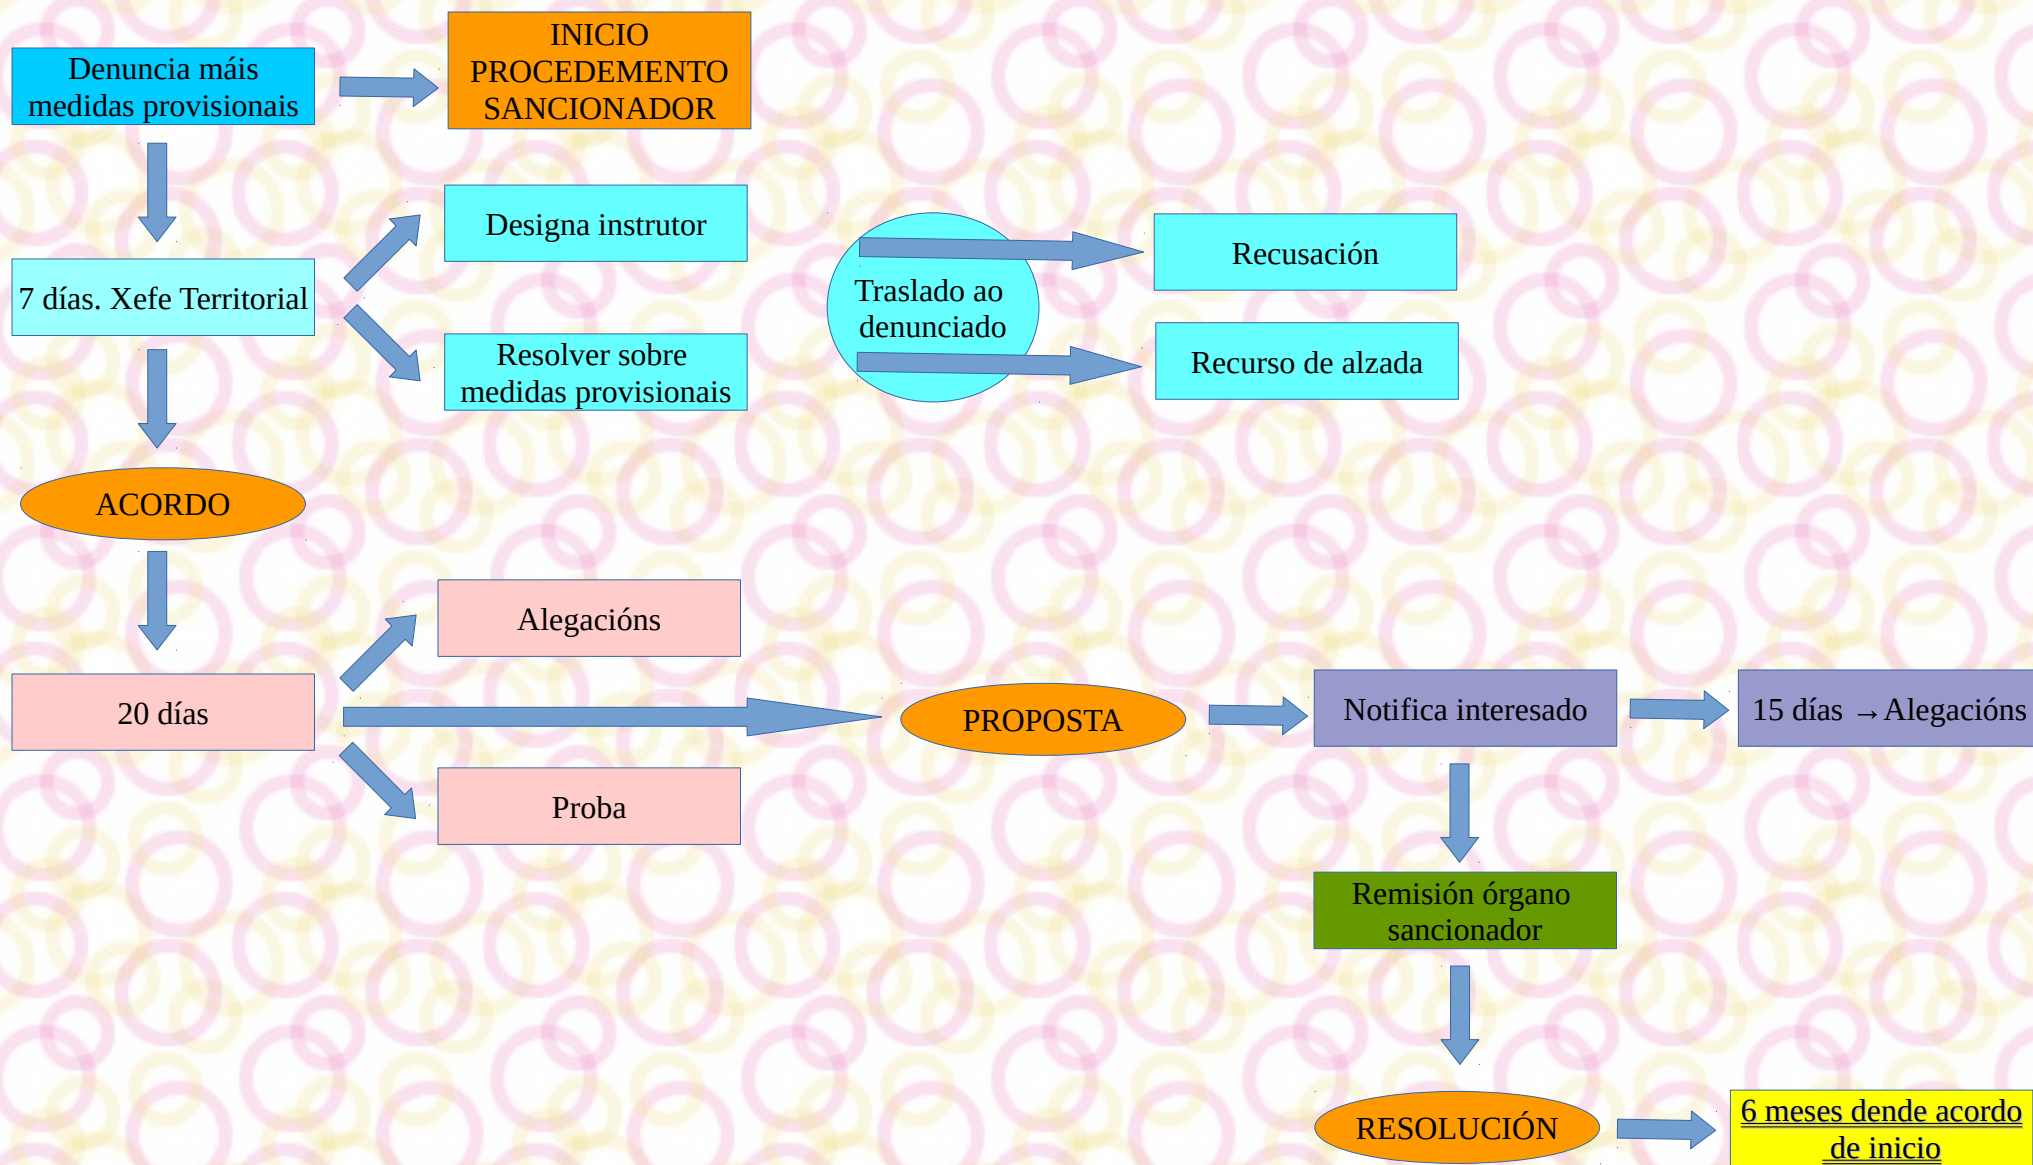 Denuncia máis
medidas provisionais
INICIO
PROCEDEMENTO
SANCIONADOR
7 días. Xefe Territorial
Designa instrutor
Resolver sobre
medidas provisionais
Traslado ao
denunciado
Recusación
Recurso de alzada
ACORDO
20 días
Alegacións
Proba
PROPOSTA
Notifica interesado
15 días → Alegacións
Remisión órgano
sancionador
RESOLUCIÓN
6 meses dende acordo
de inicio